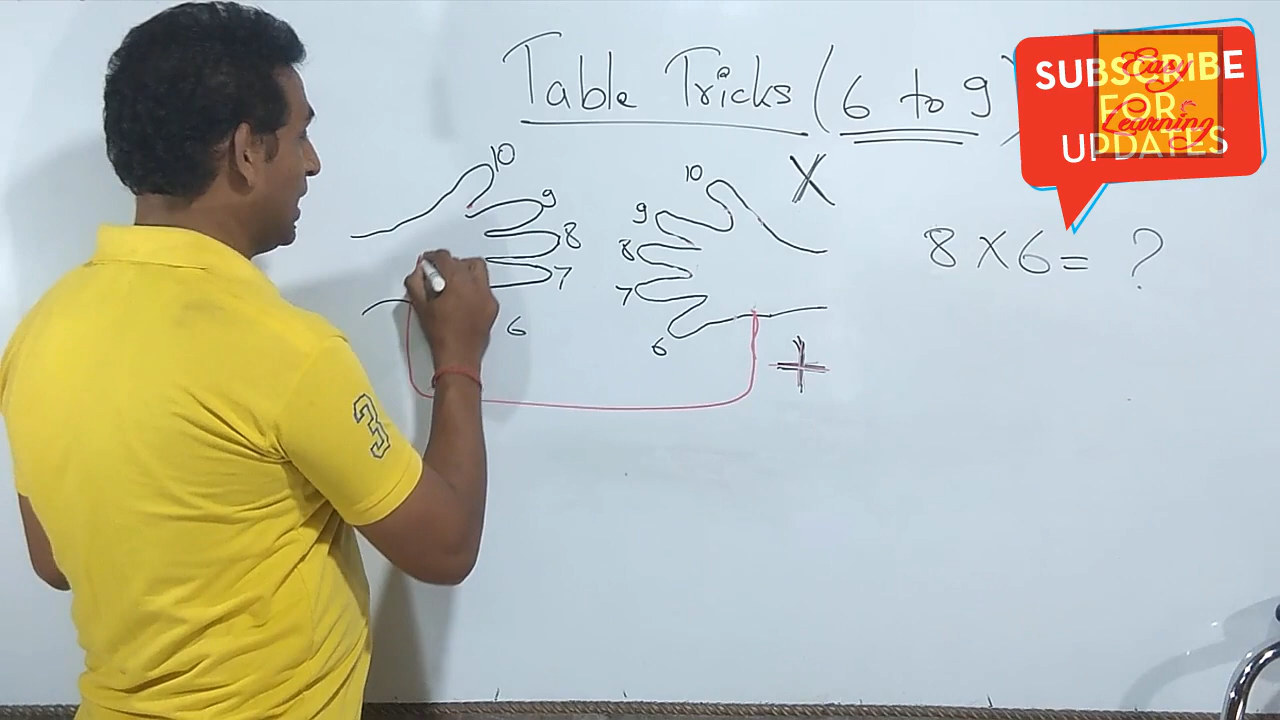 Table Tricks (6 to 9)
SUBSCRIBE
FOR
UPDATES
Easy
Learning
10
10
X
9
9
8
8
8 X 6 = ?
7
7
6
6
+
3